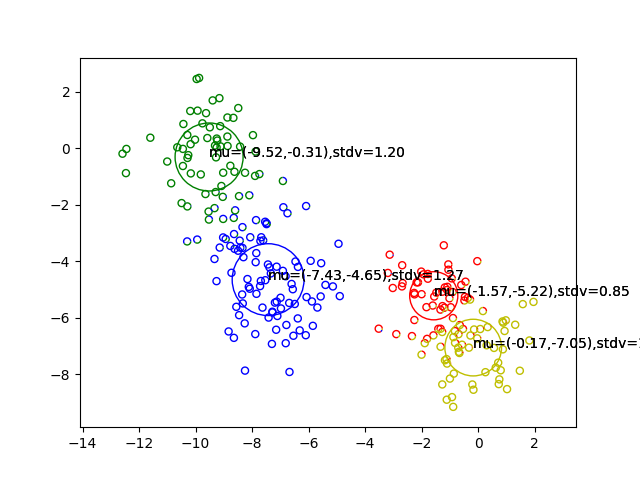 2
0
−2
−4
−6
−8
mu=(-9.52,-0.31),stdv=1.20
mu=(-7.43,-4.65),stdv=1.27
mu=(-1.57,-5.22),stdv=0.85
mu=(-0.17,-7.05),stdv=
−14 −12 −10 −8 −6 −4 −2 0 2